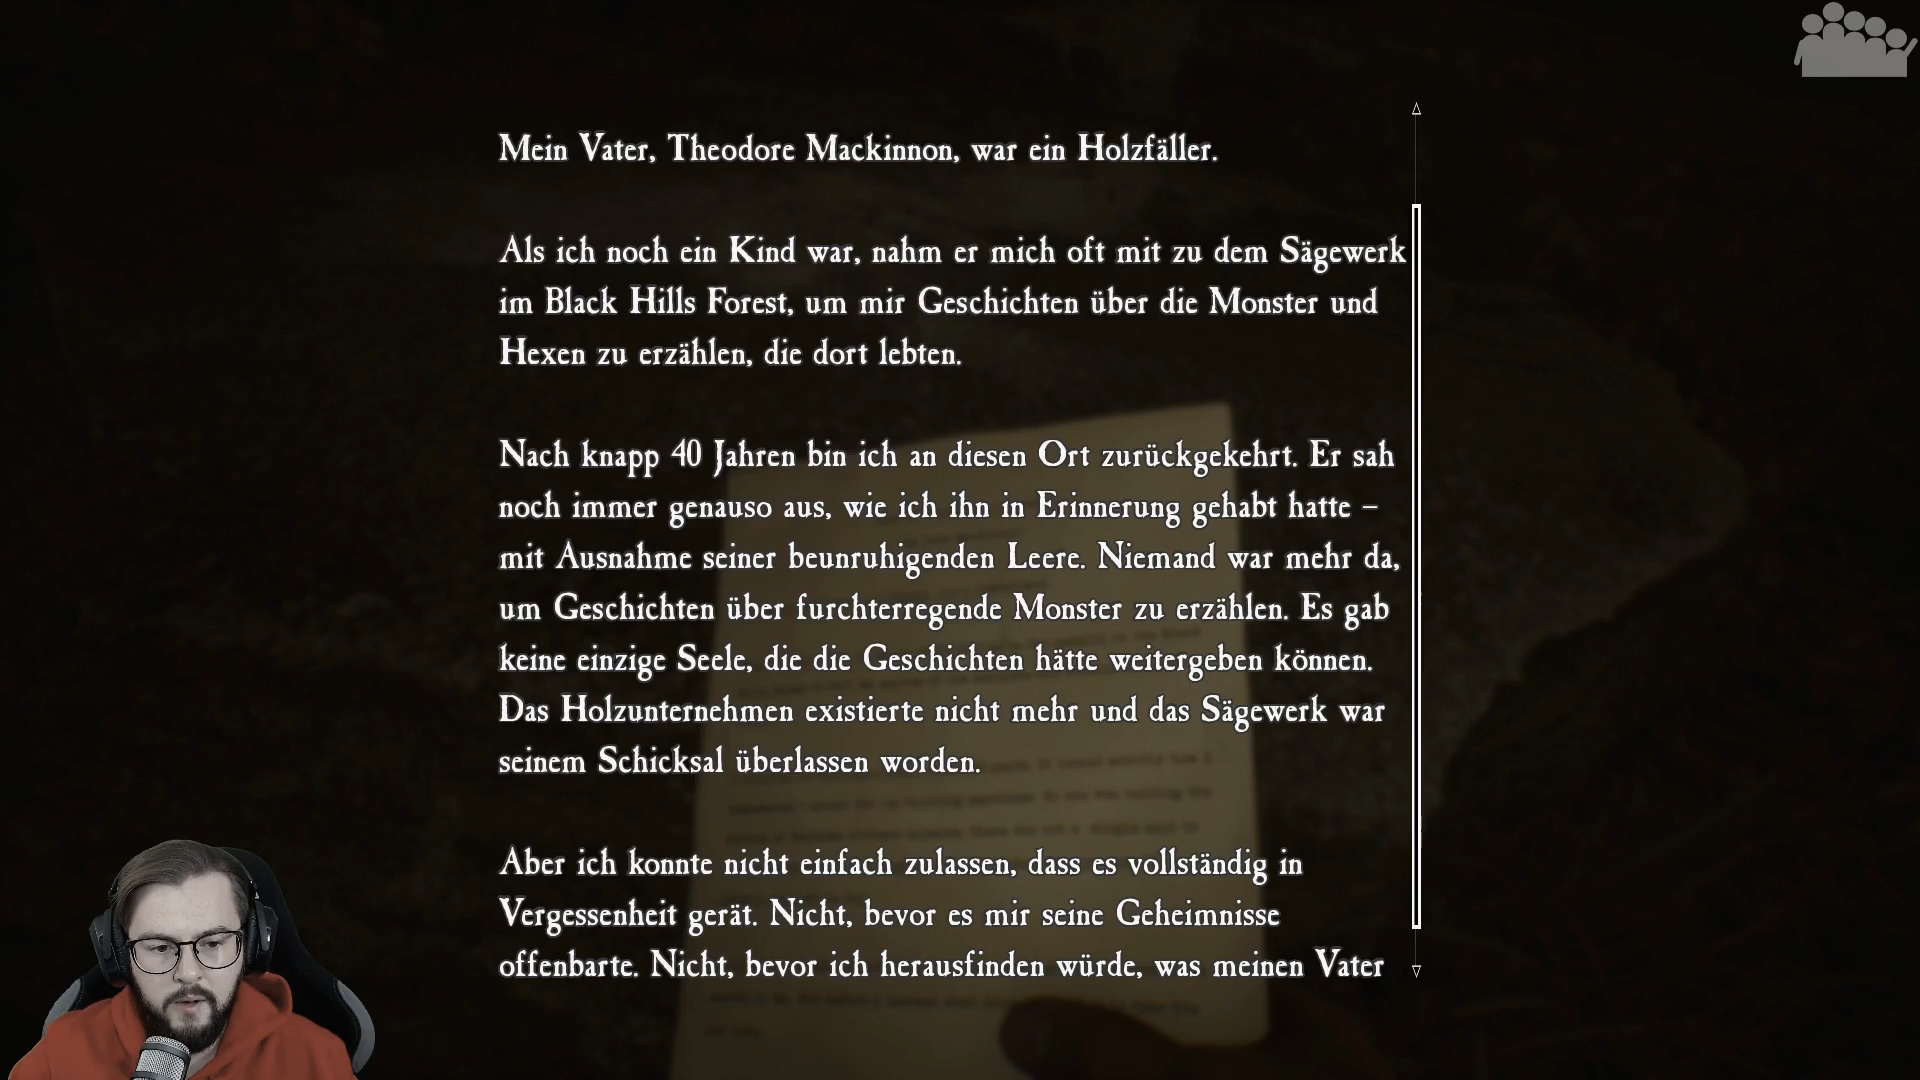 Mein Vater, Theodore Mackinnon, war ein Holzfäller.
Als ich noch ein Kind war, nahm er mich oft mit zu dem Sägewerk
im Black Hills Forest, um mir Geschichten über die Monster und
Hexen zu erzählen, die dort lebten.
Nach knapp 40 Jahren bin ich an diesen Ort zurückgekehrt. Er sah
noch immer genauso aus, wie ich ihn in Erinnerung gehabt hatte –
mit Ausnahme seiner beunruhigenden Leere. Niemand war mehr da,
um Geschichten über furchterregende Monster zu erzählen. Es gab
keine einzige Seele, die die Geschichten hätte weitergeben können.
Das Holzunternehmen existierte nicht mehr und das Sägewerk war
seinem Schicksal überlassen worden.
Aber ich konnte nicht einfach zulassen, dass es vollständig in
Vergessenheit gerät. Nicht, bevor es mir seine Geheimnisse
offenbarte. Nicht, bevor ich herausfinden würde, was meinen Vater